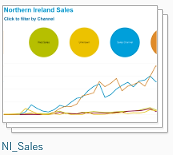 Northern Ireland Sales
Click to filter by Channel
NI_Sales